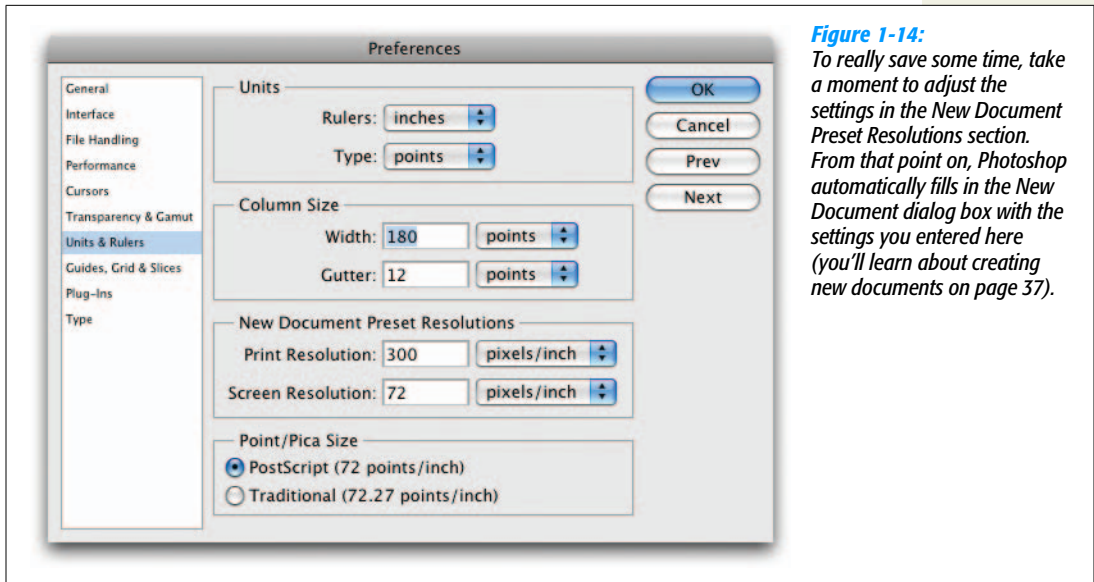 Preferences
General
Interface
File Handling
Performance
Cursors
Transparency & Gamut
Units & Rulers
Guides, Grid & Slices
Plug-Ins
Type
Units
Rulers: inches
Type: points
Column Size
Width: 180 points
Gutter: 12 points
New Document Preset Resolutions
Print Resolution: 300 pixels/inch
Screen Resolution: 72 pixels/inch
Point/Pica Size
PostScript (72 points/inch)
Traditional (72.27 points/inch)
OK
Cancel
Prev
Next
Figure 1-14:
To really save some time, take
a moment to adjust the
settings in the New Document
Preset Resolutions section.
From that point on, Photoshop
automatically fills in the New
Document dialog box with the
settings you entered here
(you'll learn about creating
new documents on page 37).